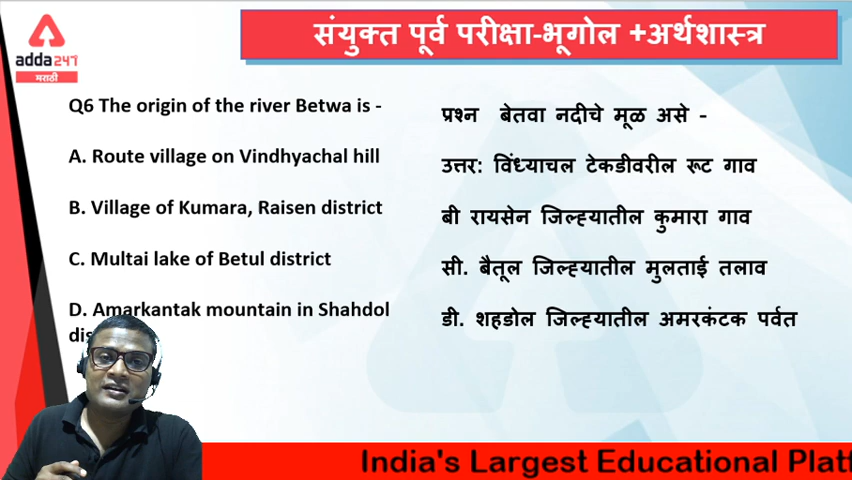 संयुक्त पूर्व परीक्षा-भूगोल +अर्थशास्त्र
adda247
मराठी
Q6 The origin of the river Betwa is -
A. Route village on Vindhyachal hill
B. Village of Kumara, Raisen district
C. Multai lake of Betul district
D. Amarkantak mountain in Shahdol
प्रश्न बेतवा नदीचे मूळ असे -
उत्तर: विंध्याचल टेकडीवरील रूट गाव
बी रायसेन जिल्ह्यातील कुमारा गाव
सी. बैतूल जिल्ह्यातील मुलताई तलाव
डी. शहडोल जिल्ह्यातील अमरकंटक पर्वत
India's Largest Educational